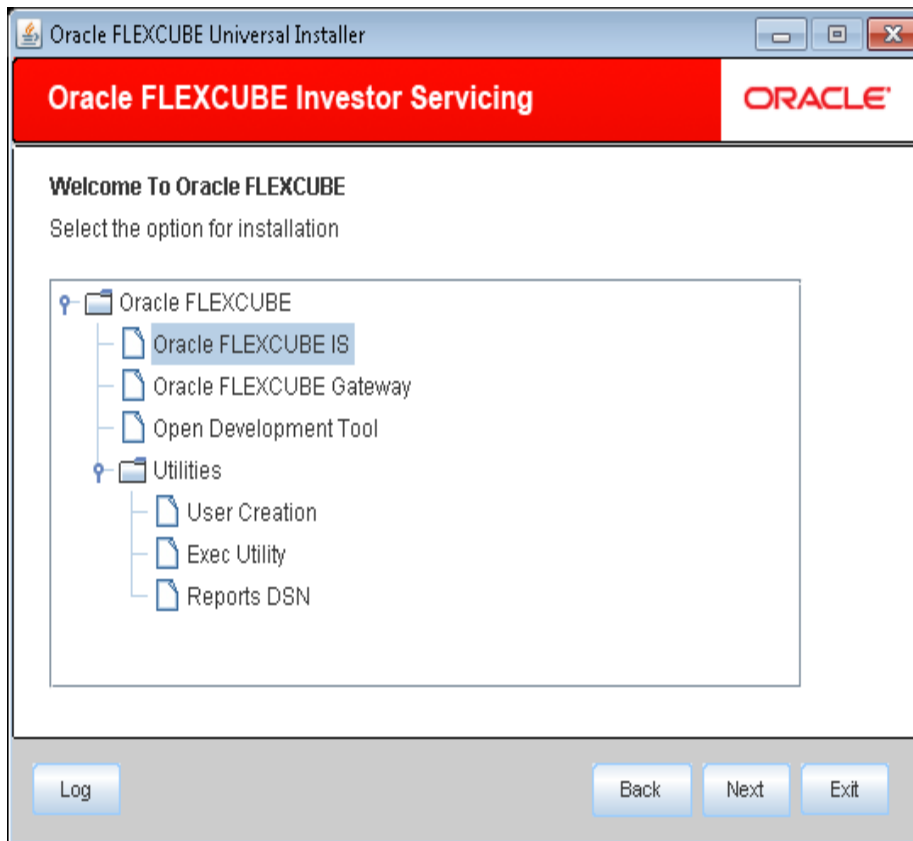 Oracle FLEXCUBE Universal Installer
Oracle FLEXCUBE Investor Servicing
ORACLE
Welcome To Oracle FLEXCUBE
Select the option for installation
Oracle FLEXCUBE
Oracle FLEXCUBE IS
Oracle FLEXCUBE Gateway
Open Development Tool
Utilities
User Creation
Exec Utility
Reports DSN
Log
Back
Next
Exit